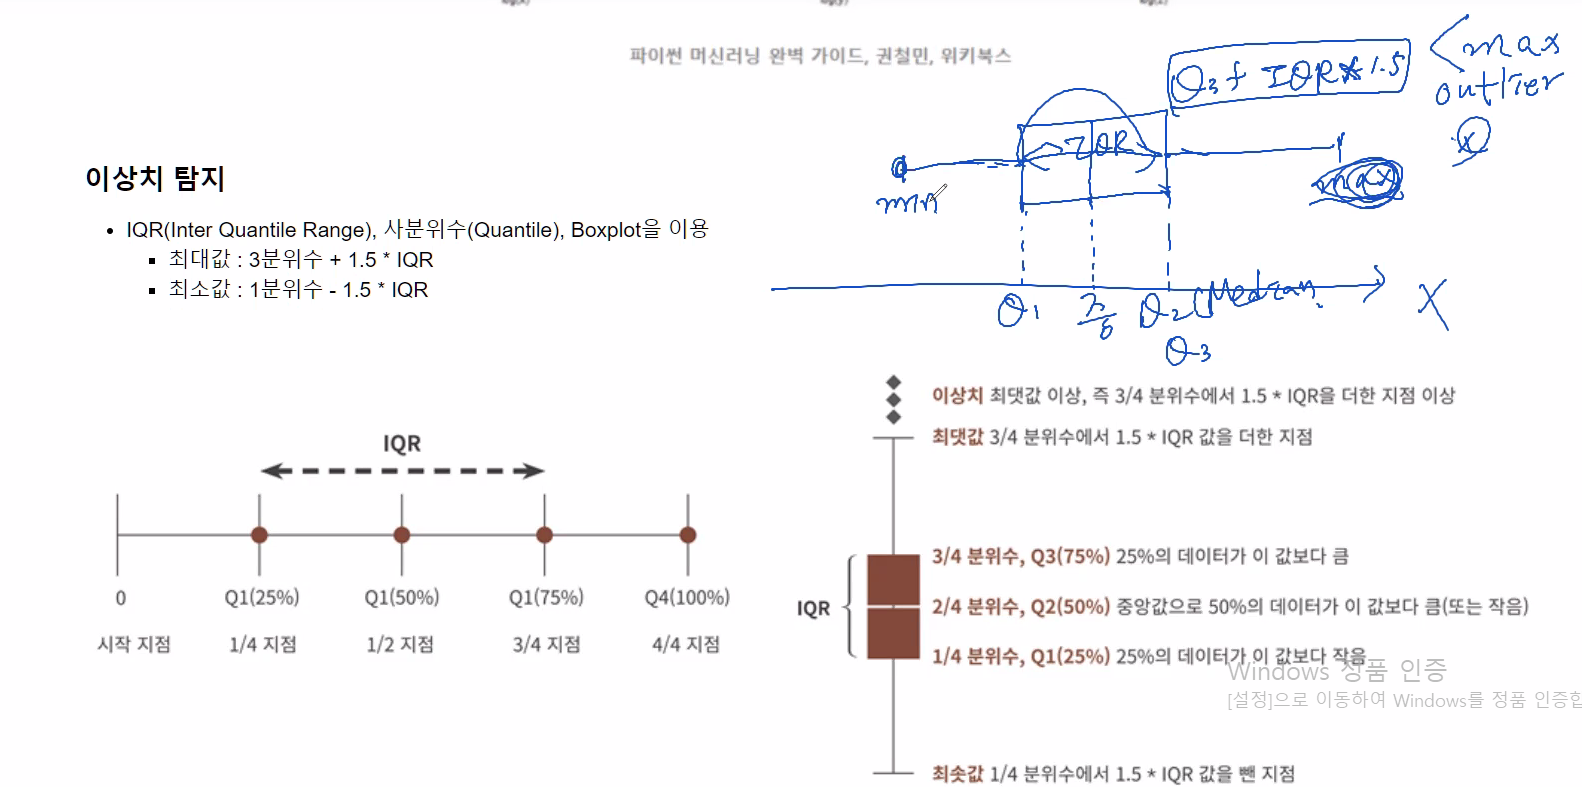 파이썬 머신러닝 완벽 가이드, 권철민, 위키북스
Q3 + IQR * 1.5
< max
outlier
x
IQR
min
max
Q1
Q2 (Median
Q3
X
이상치 탐지
IQR(Inter Quantile Range), 사분위수(Quantile), Boxplot을 이용
최대값 : 3분위수 + 1.5 * IQR
최소값 : 1분위수 - 1.5 * IQR
IQR
0
Q1(25%)
Q1(50%)
Q1(75%)
Q4(100%)
시작 지점
1/4 지점
1/2 지점
3/4 지점
4/4 지점
이상치 최댓값 이상, 즉 3/4 분위수에서 1.5 * IQR을 더한 지점 이상
최댓값 3/4 분위수에서 1.5 * IQR 값을 더한 지점
3/4 분위수, Q3(75%) 25%의 데이터가 이 값보다 큼
IQR
2/4 분위수, Q2(50%) 중앙값으로 50%의 데이터가 이 값보다 큼(또는 작음)
1/4 분위수, Q1(25%) 25%의 데이터가 이 값보다 작음
최솟값 1/4 분위수에서 1.5 * IQR 값을 뺀 지점
Windows 정품 인증
[설정]으로 이동하여 Windows를 정품 인증합